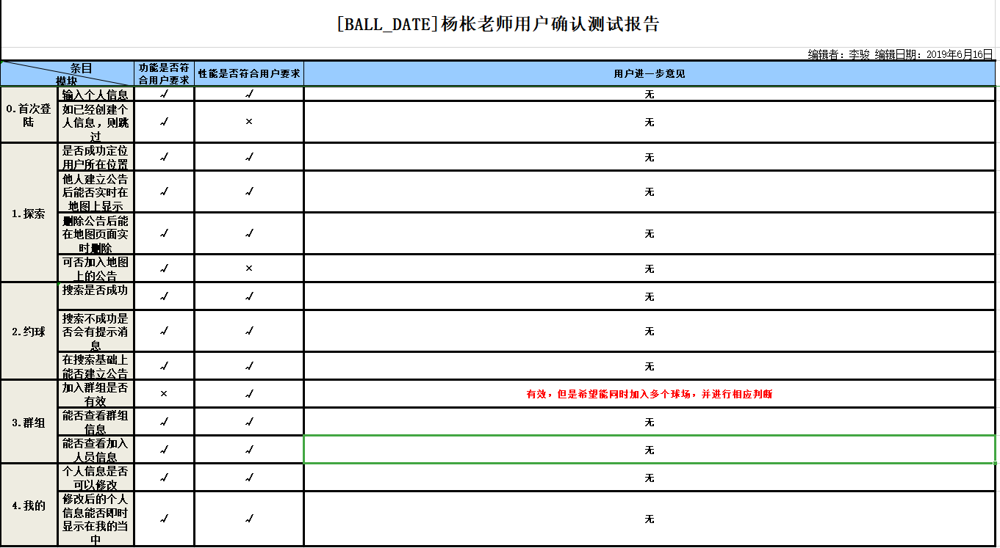 [BALL_DATE]杨枨老师用户确认测试报告
编辑者：李骏 编辑日期：2019年6月16日
条目
模块
功能是否符
合用户要求
性能是否符合用户要求
用户进一步意见
0.首次登
陆
输入个人信息
√ √ 无
如已经创建个
人信息，则跳
过
√ × 无
1.探索
是否成功定位
用户所在位置
√ √ 无
他人建立公告
后能否实时在
地图上显示
√ √ 无
删除公告后能
在地图页面实
时删除
√ √ 无
可否加入地图
上的公告
√ × 无
2.约球
搜索是否成功
√ √ 无
搜索不成功是
否会有提示消
息
√ √ 无
在搜索基础上
能否建立公告
√ √ 无
3.群组
加入群组是否
有效
× √ 有效，但是希望能同时加入多个球场，并进行相应判断
能否查看群组
信息
√ √ 无
能否查看加入
人员信息
√ √ 无
4.我的
个人信息是否
可以修改
√ √ 无
修改后的个人
信息能否即时
显示在我的当
中
√ √ 无